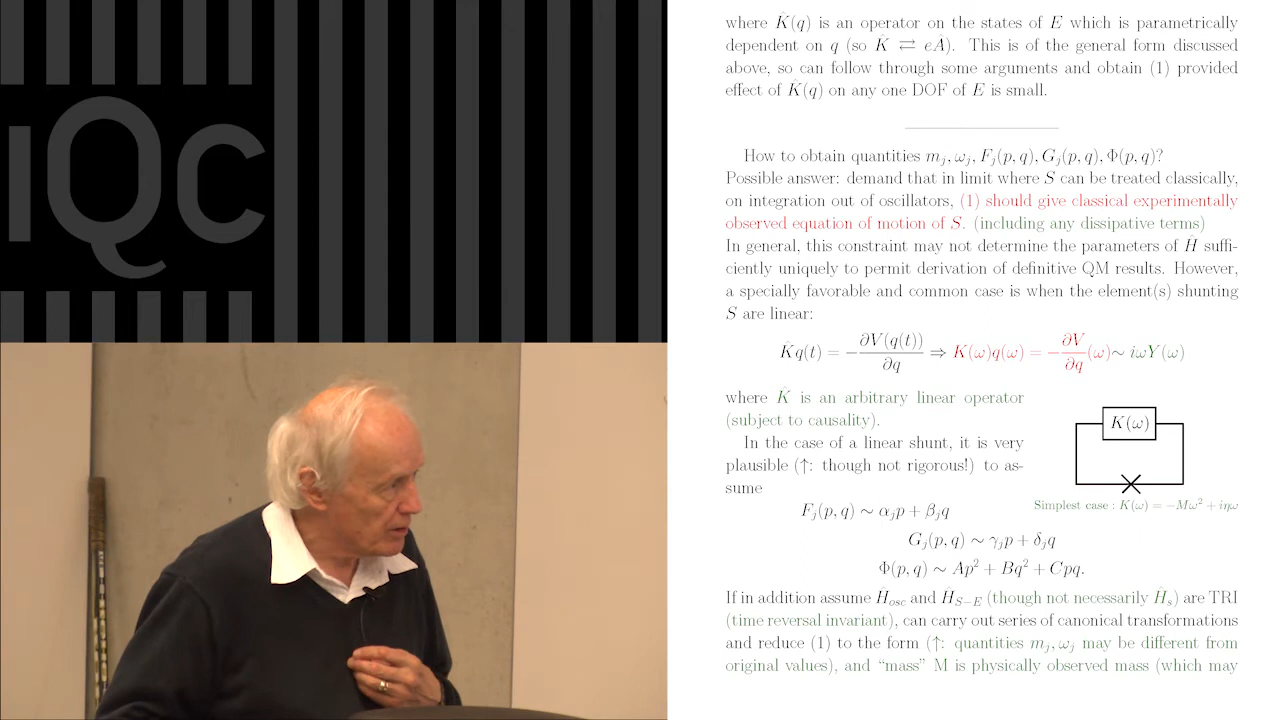 IQC
where K̂(q) is an operator on the states of E which is parametrically
dependent on q (so K̂ ⇄ eÂ). This is of the general form discussed
above, so can follow through some arguments and obtain (1) provided
effect of K̂(q) on any one DOF of E is small.
How to obtain quantities m_j, ω_j, F_j(p, q), G_j(p, q), Φ(p, q)?
Possible answer: demand that in limit where S can be treated classically,
on integration out of oscillators, (1) should give classical experimentally
observed equation of motion of S. (including any dissipative terms)
In general, this constraint may not determine the parameters of Ĥ suffi-
ciently uniquely to permit derivation of definitive QM results. However,
a specially favorable and common case is when the element(s) shunting
S are linear:
K̂q(t) = −∂V(q(t))/∂q ⇒ K(ω)q(ω) = −∂V/∂q(ω) ∼ iωY(ω)
where K̂ is an arbitrary linear operator
(subject to causality).
In the case of a linear shunt, it is very
plausible (↑: though not rigorous!) to as-
sume
K(ω)
Simplest case : K(ω) = −Mω² + iηω
F_j(p, q) ∼ α_jp + β_jq
G_j(p, q) ∼ γ_jp + δ_jq
Φ(p, q) ∼ Ap² + Bq² + Cpq.
If in addition assume Ĥ_osc and Ĥ_S−E (though not necessarily Ĥ_s) are TRI
(time reversal invariant), can carry out series of canonical transformations
and reduce (1) to the form (↑: quantities m_j, ω_j may be different from
original values), and “mass” M is physically observed mass (which may